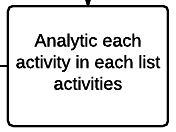 Analytic each
activity in each list
activities